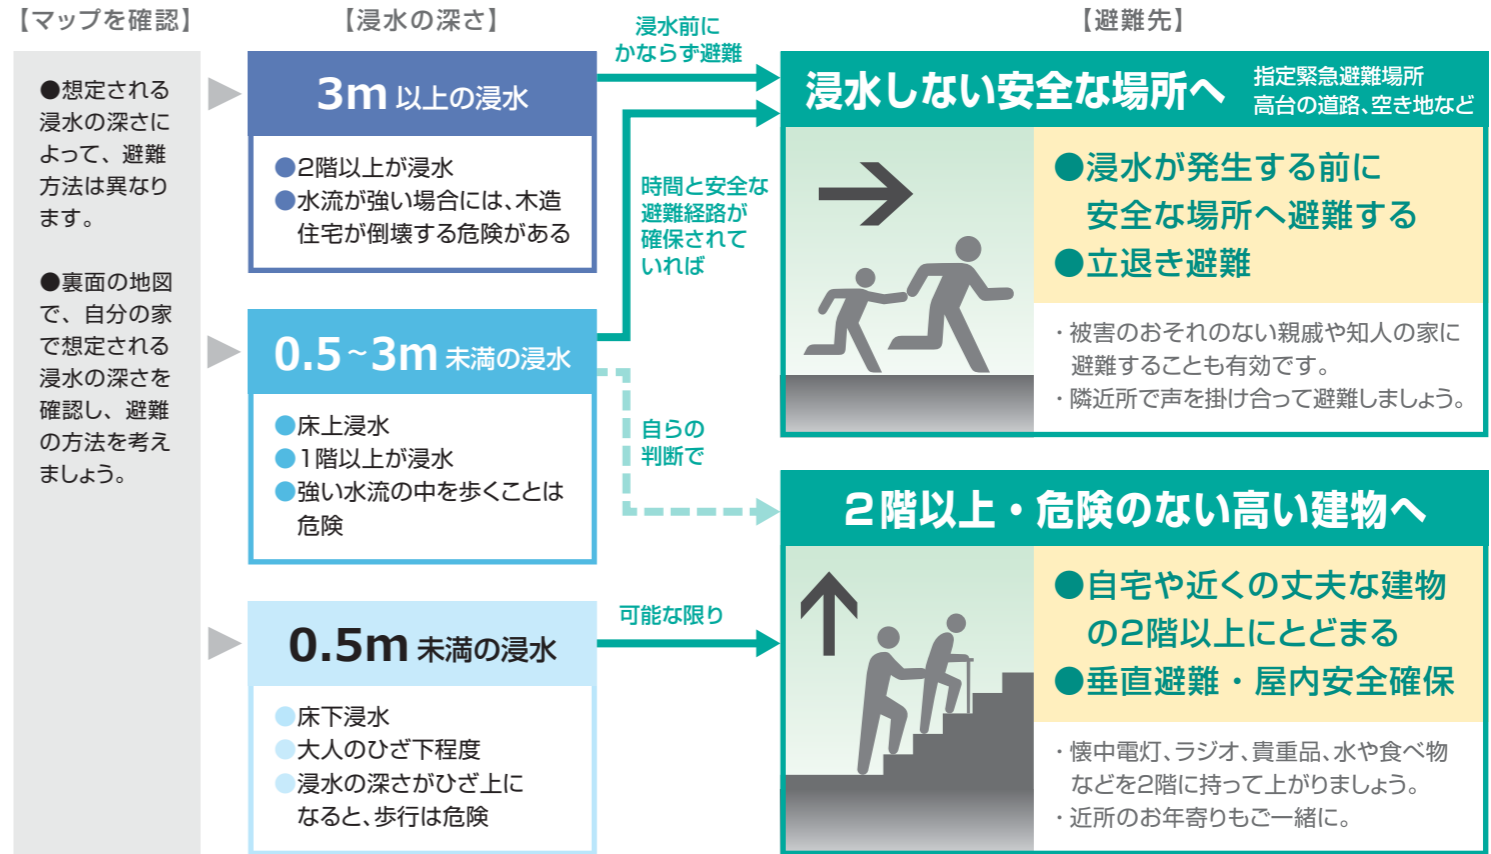 【マップを確認】
●想定される
浸水の深さに
よって、避難
方法は異なり
ます。
●裏面の地図
で、自分の家
で想定される
浸水の深さを
確認し、避難
の方法を考え
ましょう。
【浸水の深さ】
3m 以上の浸水
●2階以上が浸水
●水流が強い場合には、木造
住宅が倒壊する危険がある
0.5~3m 未満の浸水
●床上浸水
●1階以上が浸水
●強い水流の中を歩くことは
危険
0.5m 未満の浸水
●床下浸水
●大人のひざ下程度
●浸水の深さがひざ上に
なると、歩行は危険
浸水前に
かならず避難
時間と安全な
避難経路が
確保されて
いれば
自らの
判断で
可能な限り
【避難先】
浸水しない安全な場所へ
指定緊急避難場所
高台の道路、空き地など
●浸水が発生する前に
安全な場所へ避難する
●立退き避難
・被害のおそれのない親戚や知人の家に
避難することも有効です。
・隣近所で声を掛け合って避難しましょう。
2階以上・危険のない高い建物へ
●自宅や近くの丈夫な建物
の2階以上にとどまる
●垂直避難・屋内安全確保
・懐中電灯、ラジオ、貴重品、水や食べ物
などを2階に持って上がりましょう。
・近所のお年寄りもご一緒に。